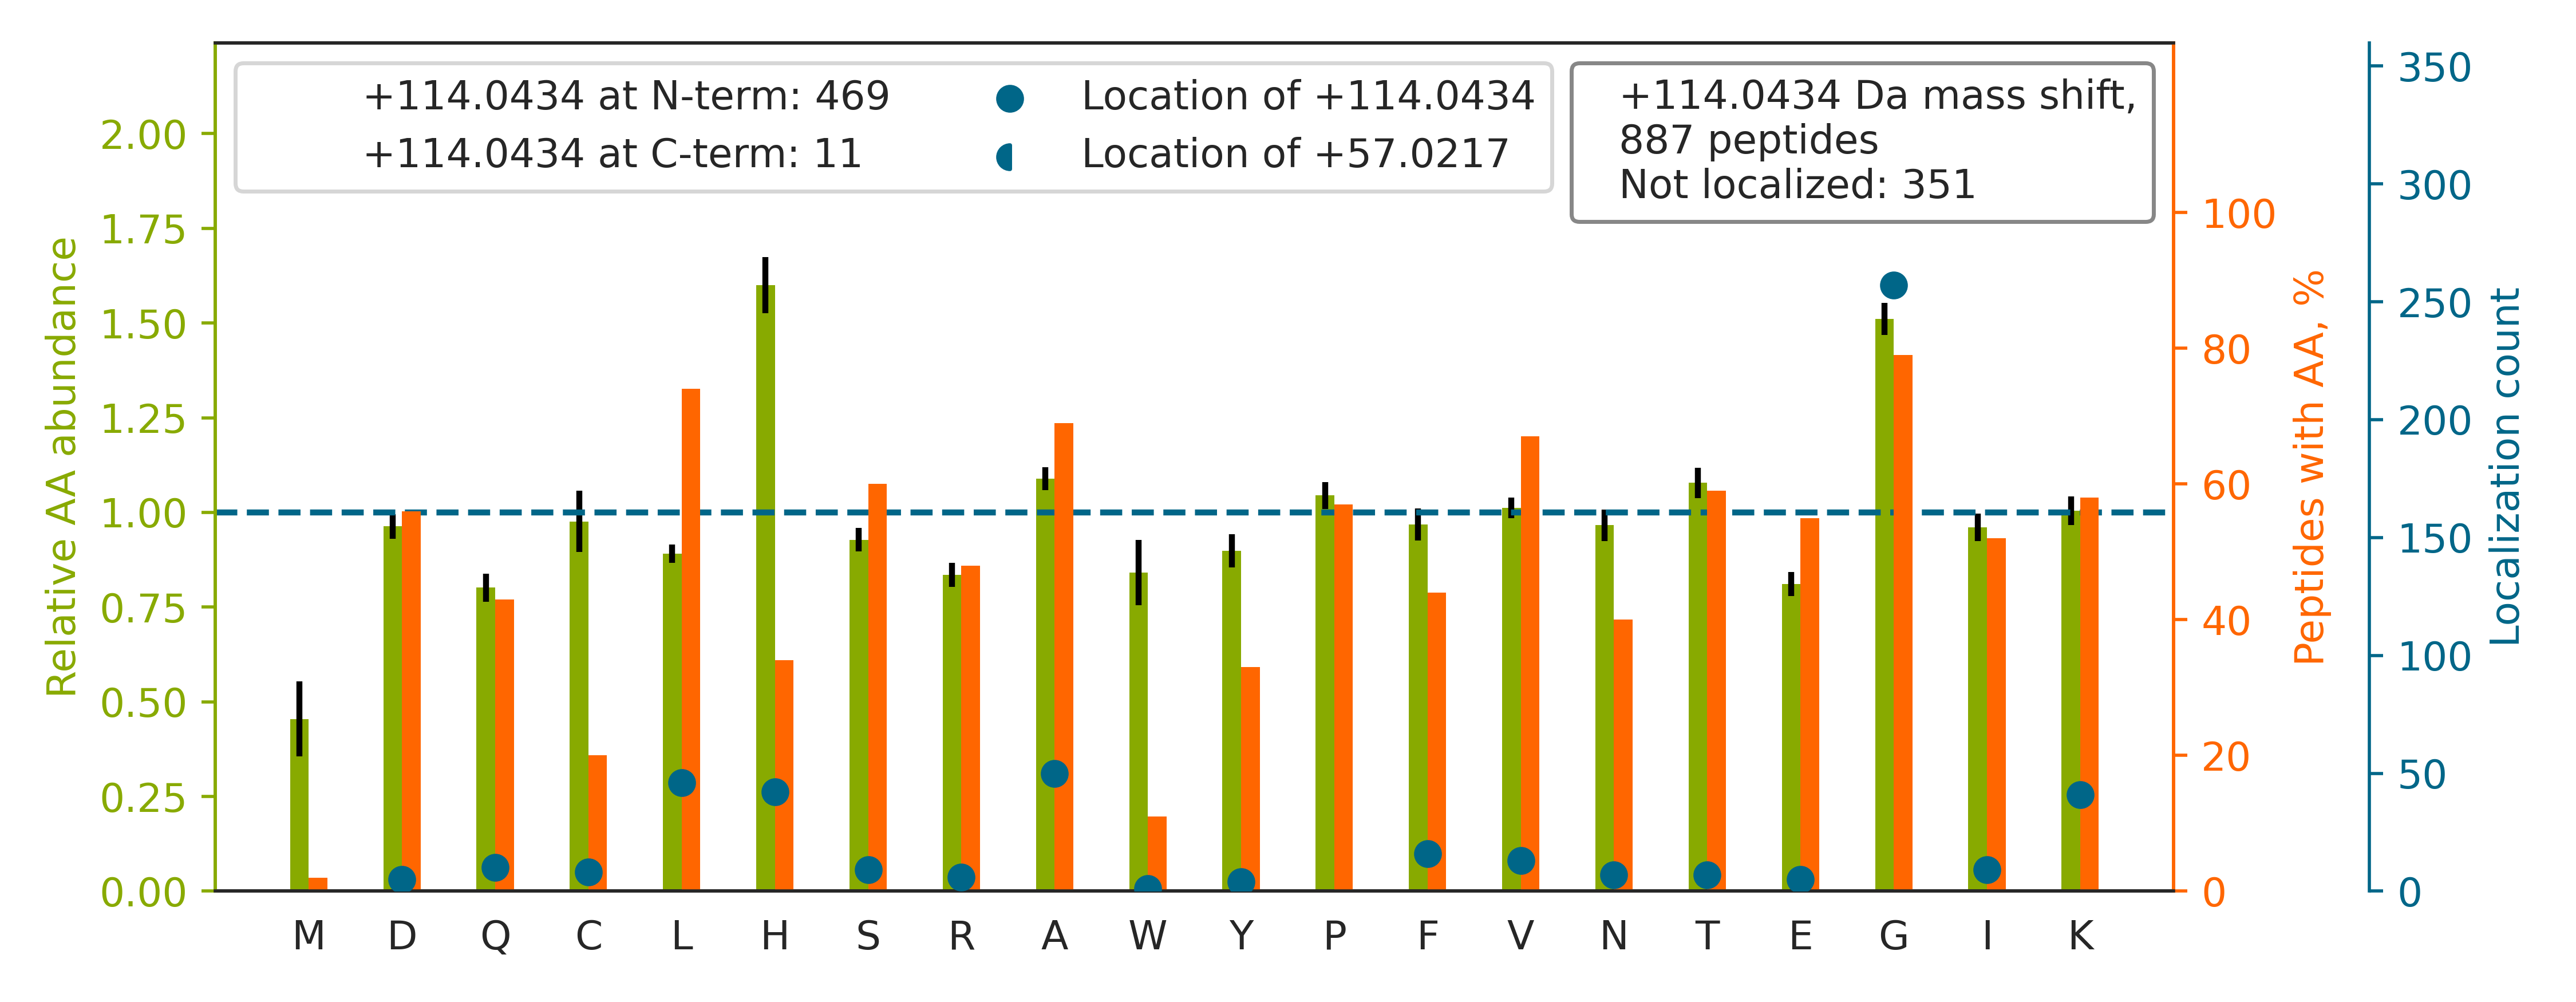 +114.0434 at N-term: 469
+114.0434 at C-term: 11
Location of +114.0434
Location of +57.0217
+114.0434 Da mass shift,
887 peptides
Not localized: 351
Relative AA abundance
2.00
1.75
1.50
1.25
1.00
0.75
0.50
0.25
0.00
M D Q C L H S R A W Y P F V N T E G I K
100
80
60
40
20
0
Peptides with AA, %
350
300
250
200
150
100
50
0
Localization count